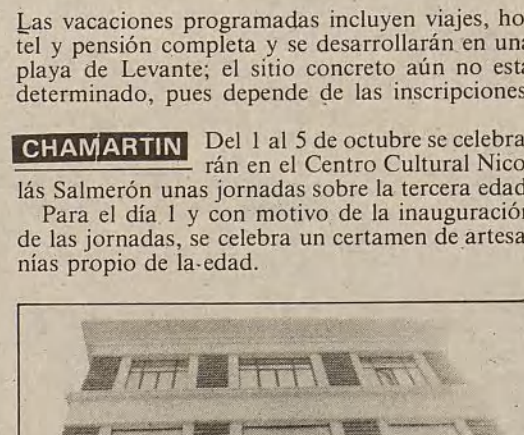 Las vacaciones programadas incluyen viajes, ho
tel y pensión completa y se desarrollarán en una
playa de Levante; el sitio concreto aún no está
determinado, pues depende de las inscripciones
CHAMARTIN Del 1 al 5 de octubre se celebra
rán en el Centro Cultural Nico
lás Salmerón unas jornadas sobre la tercera edad
Para el día 1 y con motivo de la inauguración
de las jornadas, se celebra un certamen de artesa
nías propio de la-edad.